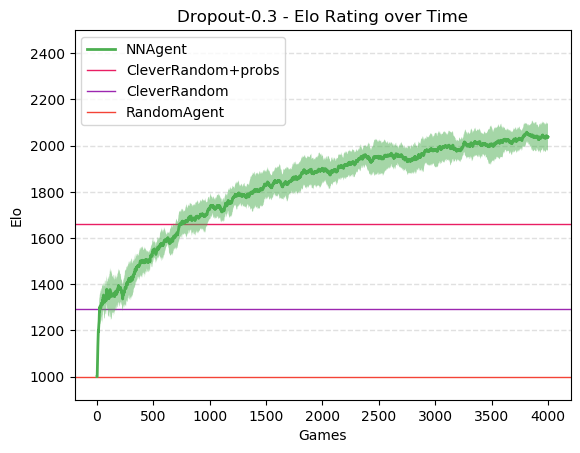 Dropout-0.3 - Elo Rating over Time
NNAgent
CleverRandom+probs
CleverRandom
RandomAgent
Elo
2400
2200
2000
1800
1600
1400
1200
1000
0 500 1000 1500 2000 2500 3000 3500 4000
Games